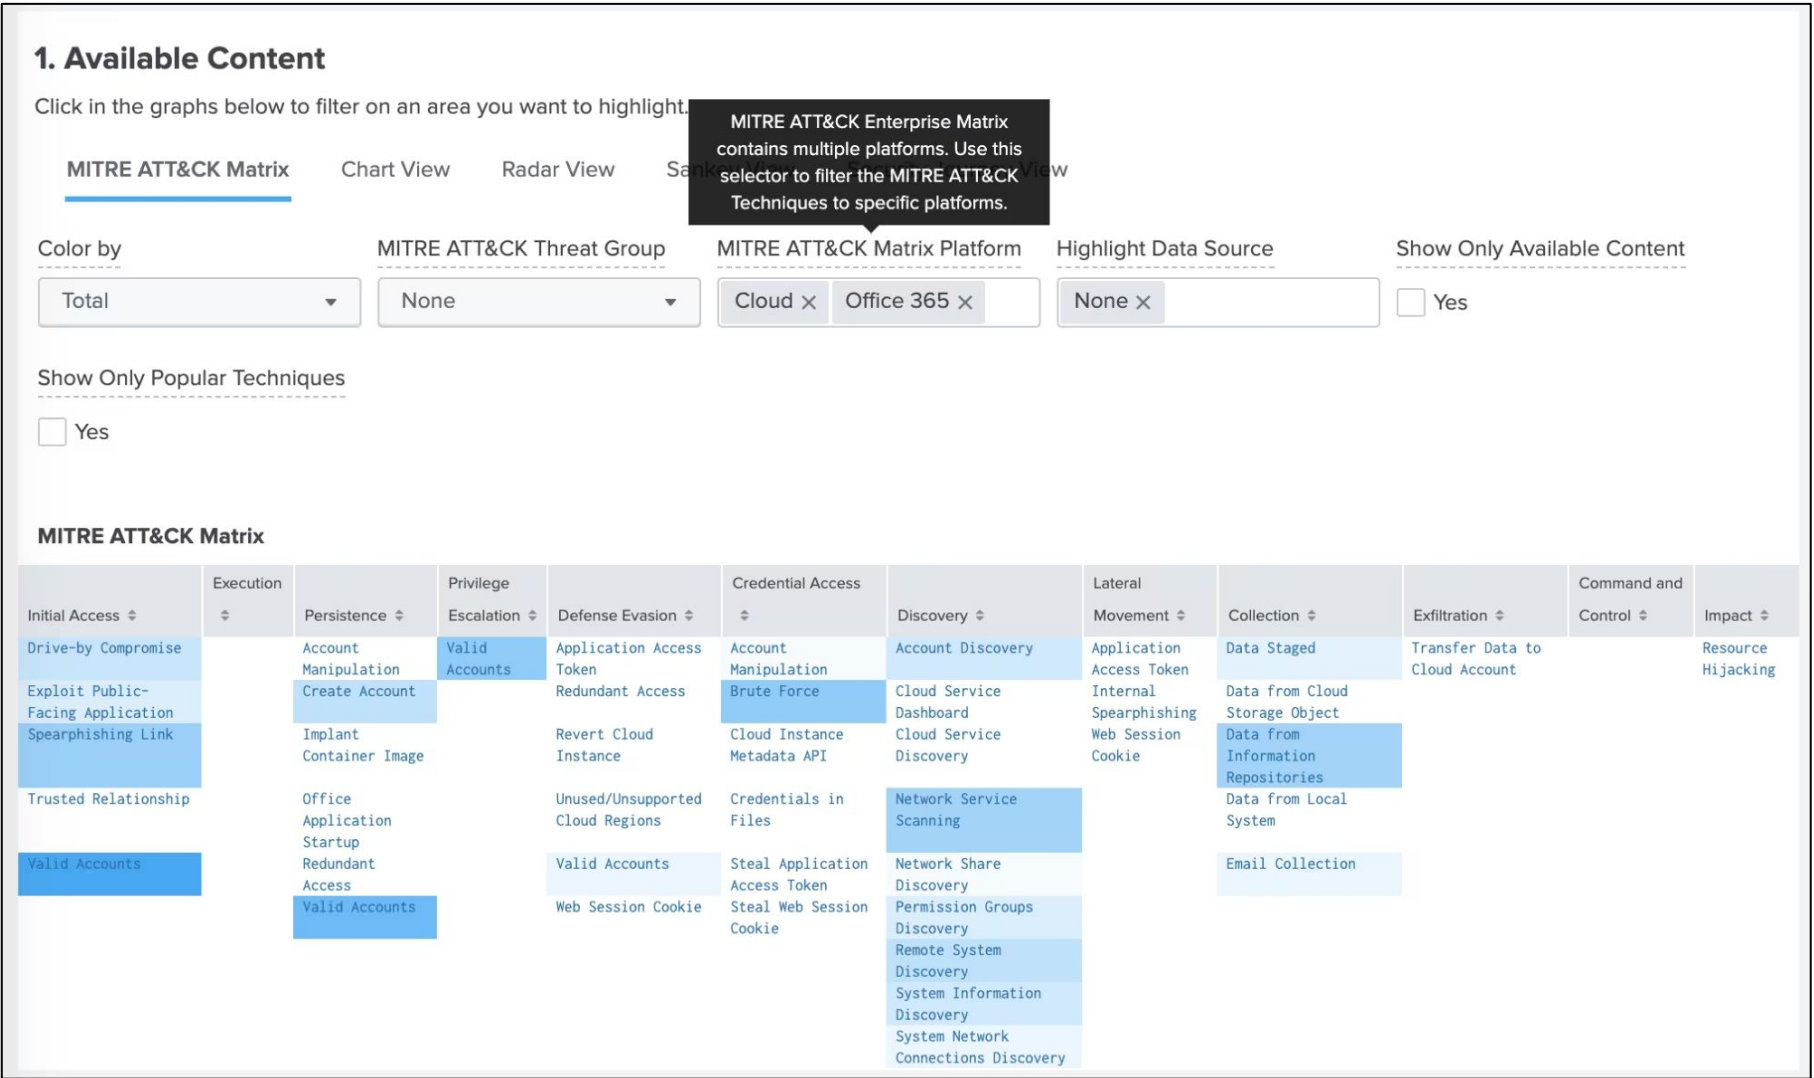 1. Available Content
Click in the graphs below to filter on an area you want to highlight.
MITRE ATT&CK Enterprise Matrix
contains multiple platforms. Use this
selector to filter the MITRE ATT&CK
Techniques to specific platforms.
MITRE ATT&CK Matrix Chart View Radar View
Color by MITRE ATT&CK Threat Group MITRE ATT&CK Matrix Platform Highlight Data Source Show Only Available Content
Total None Cloud × Office 365 × None × Yes
Show Only Popular Techniques
Yes
MITRE ATT&CK Matrix
Initial Access
Drive-by Compromise
Exploit Public-
Facing Application
Spearphishing Link
Trusted Relationship
Valid Accounts
Execution
Persistence
Account
Manipulation
Create Account
Implant
Container Image
Office
Application
Startup
Redundant
Access
Valid Accounts
Privilege
Escalation
Valid
Accounts
Defense Evasion
Application Access
Token
Redundant Access
Revert Cloud
Instance
Unused/Unsupported
Cloud Regions
Valid Accounts
Web Session Cookie
Credential Access
Account
Manipulation
Brute Force
Cloud Instance
Metadata API
Credentials in
Files
Steal Application
Access Token
Steal Web Session
Cookie
Discovery
Account Discovery
Cloud Service
Dashboard
Cloud Service
Discovery
Network Service
Scanning
Network Share
Discovery
Permission Groups
Discovery
Remote System
Discovery
System Information
Discovery
System Network
Connections Discovery
Lateral
Movement
Application
Access Token
Internal
Spearphishing
Web Session
Cookie
Collection
Data Staged
Data from Cloud
Storage Object
Data from
Information
Repositories
Data from Local
System
Email Collection
Exfiltration
Transfer Data to
Cloud Account
Command and
Control
Impact
Resource
Hijacking